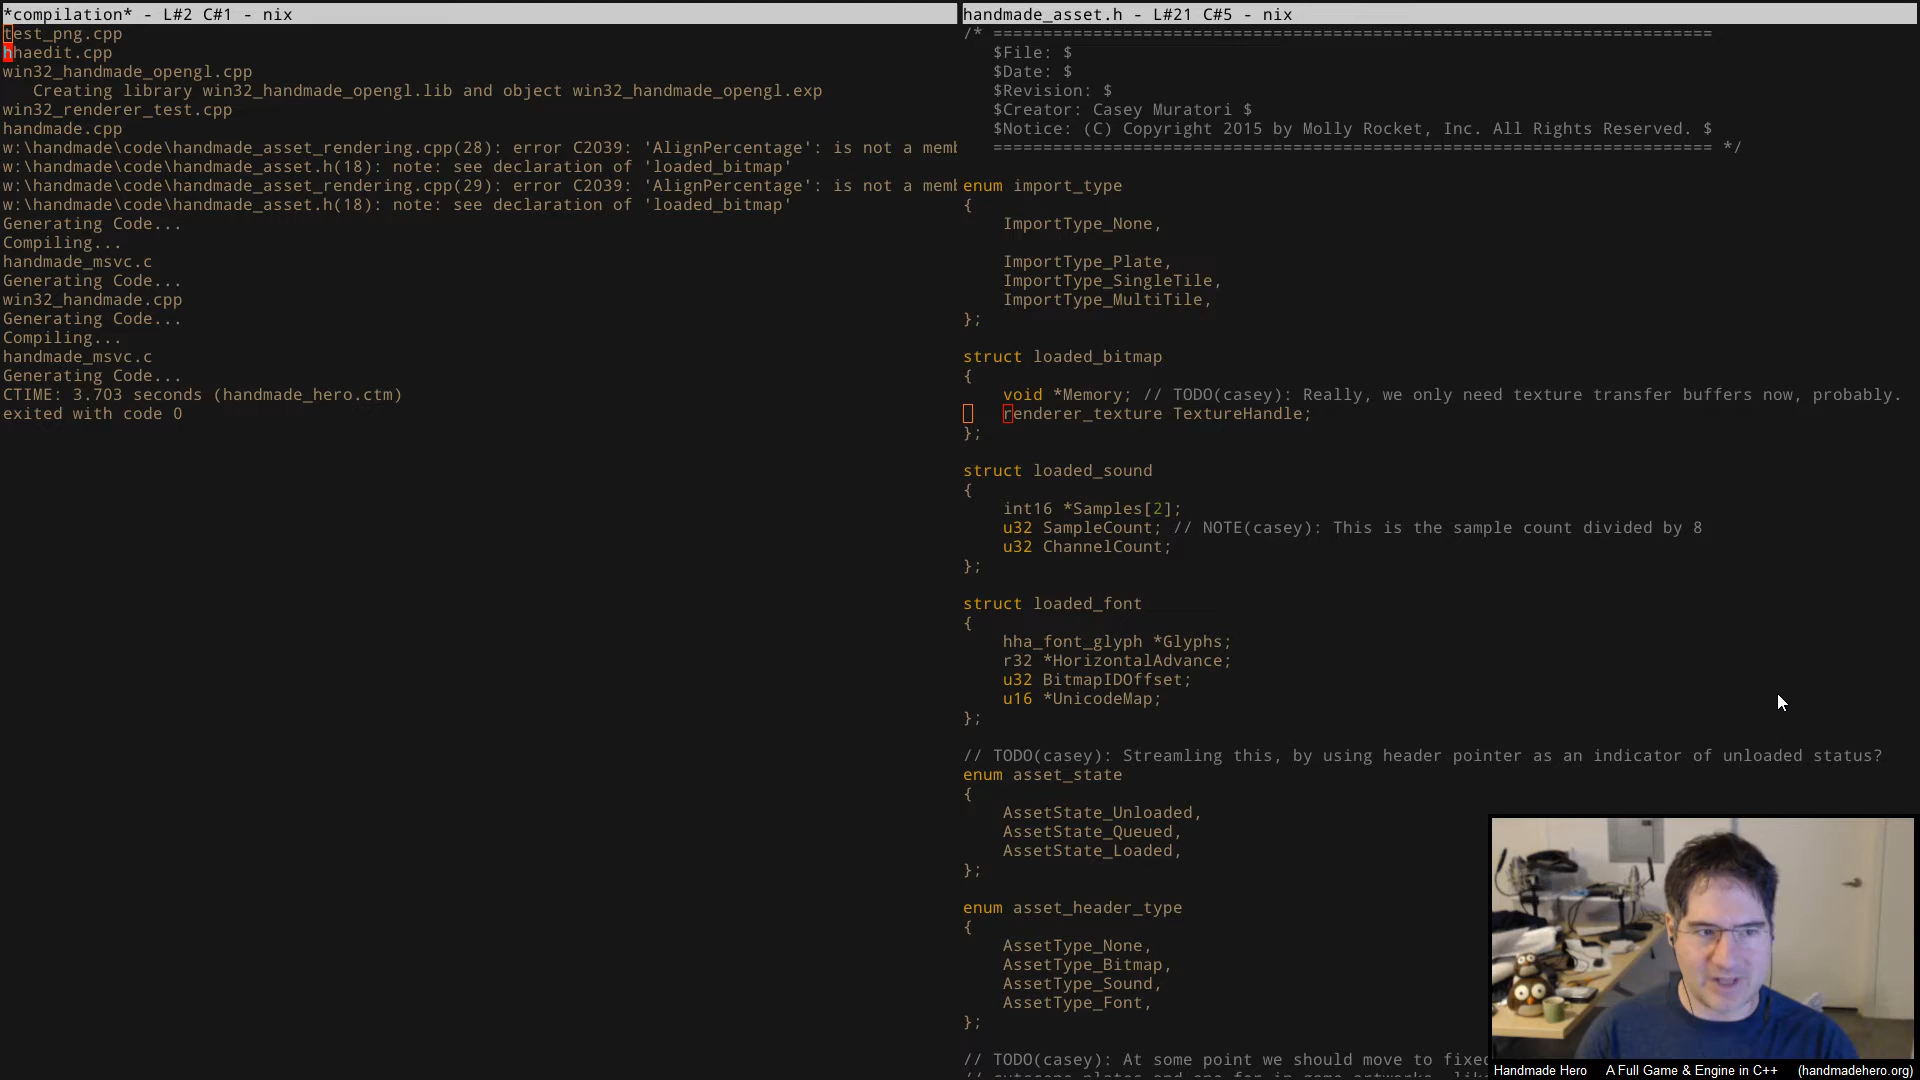 *compilation* - L#2 C#1 - nix
test_png.cpp
hhaedit.cpp
win32_handmade_opengl.cpp
   Creating library win32_handmade_opengl.lib and object win32_handmade_opengl.exp
win32_renderer_test.cpp
handmade.cpp
w:\handmade\code\handmade_asset_rendering.cpp(28): error C2039: 'AlignPercentage': is not a memb
w:\handmade\code\handmade_asset.h(18): note: see declaration of 'loaded_bitmap'
w:\handmade\code\handmade_asset_rendering.cpp(29): error C2039: 'AlignPercentage': is not a memb
w:\handmade\code\handmade_asset.h(18): note: see declaration of 'loaded_bitmap'
Generating Code...
Compiling...
handmade_msvc.c
Generating Code...
win32_handmade.cpp
Generating Code...
Compiling...
handmade_msvc.c
Generating Code...
CTIME: 3.703 seconds (handmade_hero.ctm)
exited with code 0
handmade_asset.h - L#21 C#5 - nix
/* ========================================================================
   $File: $
   $Date: $
   $Revision: $
   $Creator: Casey Muratori $
   $Notice: (C) Copyright 2015 by Molly Rocket, Inc. All Rights Reserved. $
   ======================================================================== */
enum import_type
{
    ImportType_None,
    ImportType_Plate,
    ImportType_SingleTile,
    ImportType_MultiTile,
};
struct loaded_bitmap
{
    void *Memory; // TODO(casey): Really, we only need texture transfer buffers now, probably.
    renderer_texture TextureHandle;
};
struct loaded_sound
{
    int16 *Samples[2];
    u32 SampleCount; // NOTE(casey): This is the sample count divided by 8
    u32 ChannelCount;
};
struct loaded_font
{
    hha_font_glyph *Glyphs;
    r32 *HorizontalAdvance;
    u32 BitmapIDOffset;
    u16 *UnicodeMap;
};
// TODO(casey): Streamling this, by using header pointer as an indicator of unloaded status?
enum asset_state
{
    AssetState_Unloaded,
    AssetState_Queued,
    AssetState_Loaded,
};
enum asset_header_type
{
    AssetType_None,
    AssetType_Bitmap,
    AssetType_Sound,
    AssetType_Font,
};
// TODO(casey): At some point we should move to fixed
Handmade Hero A Full Game & Engine in C++ (handmadehero.org)